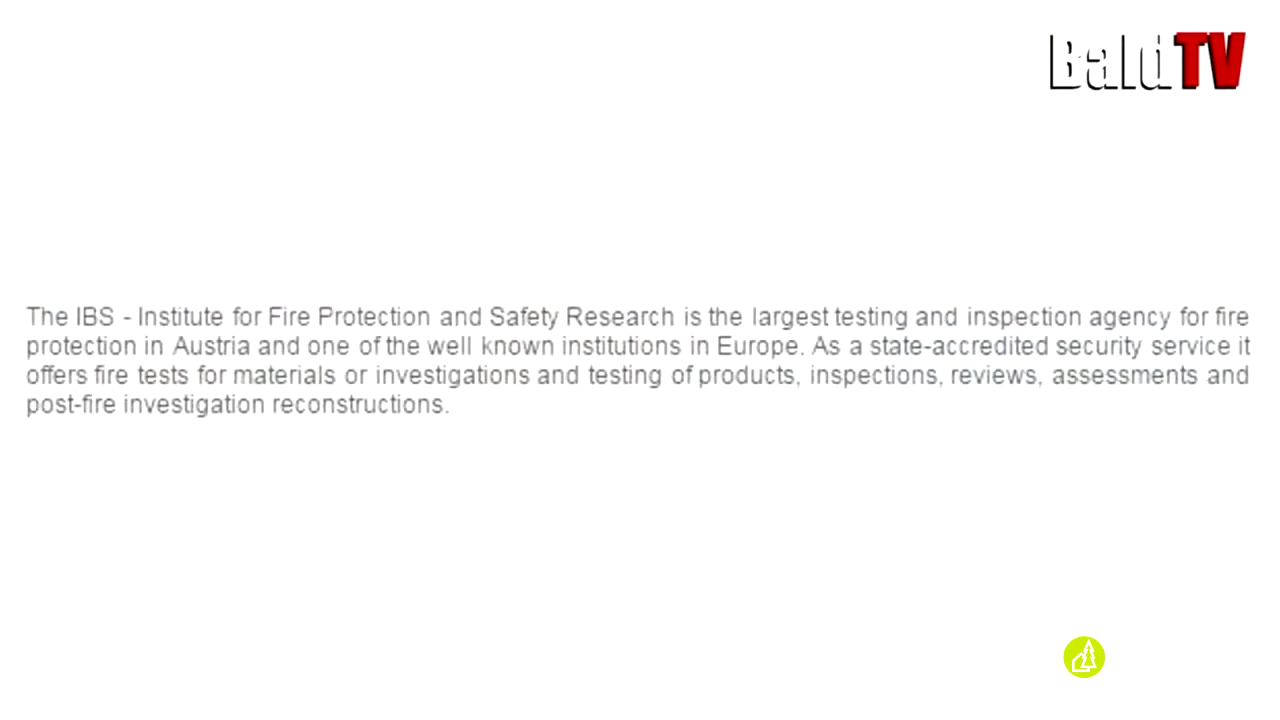 BaldTV
The IBS - Institute for Fire Protection and Safety Research is the largest testing and inspection agency for fire
protection in Austria and one of the well known institutions in Europe. As a state-accredited security service it
offers fire tests for materials or investigations and testing of products, inspections, reviews, assessments and
post-fire investigation reconstructions.